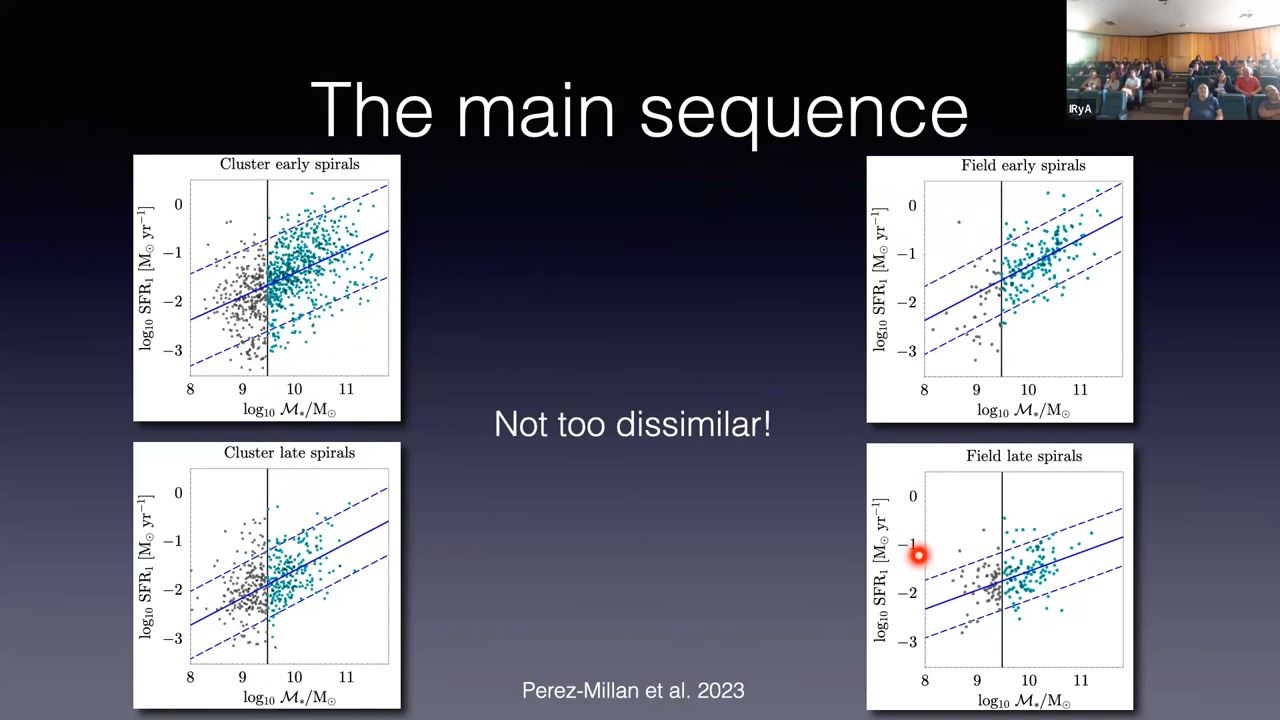 The main sequence
IRyA
Cluster early spirals
0
−1
−2
−3
log₁₀ SFR₁ [M⊙ yr⁻¹]
8 9 10 11
log₁₀ ℳ*/M⊙
Field early spirals
0
−1
−2
−3
log₁₀ SFR₁ [M⊙ yr⁻¹]
8 9 10 11
log₁₀ ℳ*/M⊙
Not too dissimilar!
Cluster late spirals
0
−1
−2
−3
log₁₀ SFR₁ [M⊙ yr⁻¹]
8 9 10 11
log₁₀ ℳ*/M⊙
Field late spirals
0
−1
−2
−3
log₁₀ SFR₁ [M⊙ yr⁻¹]
8 9 10 11
log₁₀ ℳ*/M⊙
Perez-Millan et al. 2023